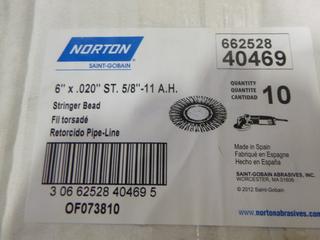 NORTON
SAINT-GOBAIN
662528
40469
6" x .020" ST. 5/8"-11 A.H.
Stringer Bead
Fil torsadé
Retorcido Pipe-Line
QUANTITY
QUANTITÉ
CANTIDAD
10
Made in Spain
Fabriqué en Espagne
Hecho en España
SAINT-GOBAIN ABRASIVES, INC.
WORCESTER, MA 01606
© 2012 Saint-Gobain
3 06 62528 40469 5
OF073810
www.nortonabrasives.com